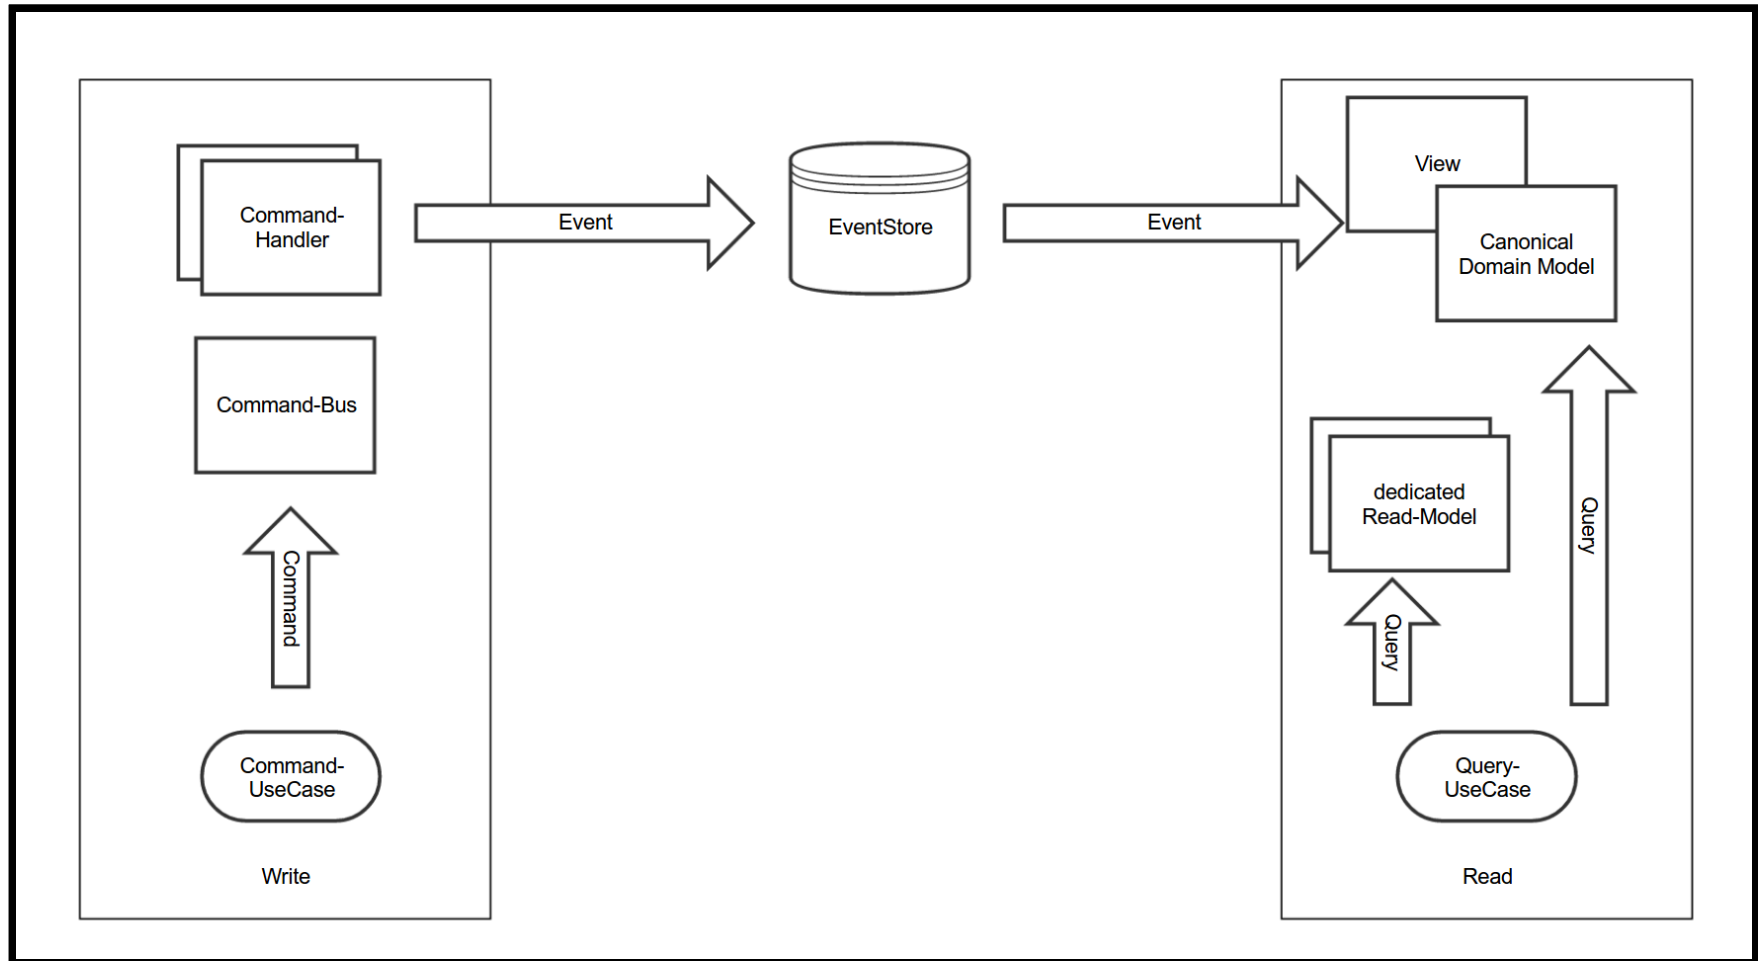 Command-
Handler
Event
EventStore
Event
View
Canonical
Domain Model
Command-Bus
Command
dedicated
Read-Model
Query
Query
Command-
UseCase
Query-
UseCase
Write
Read